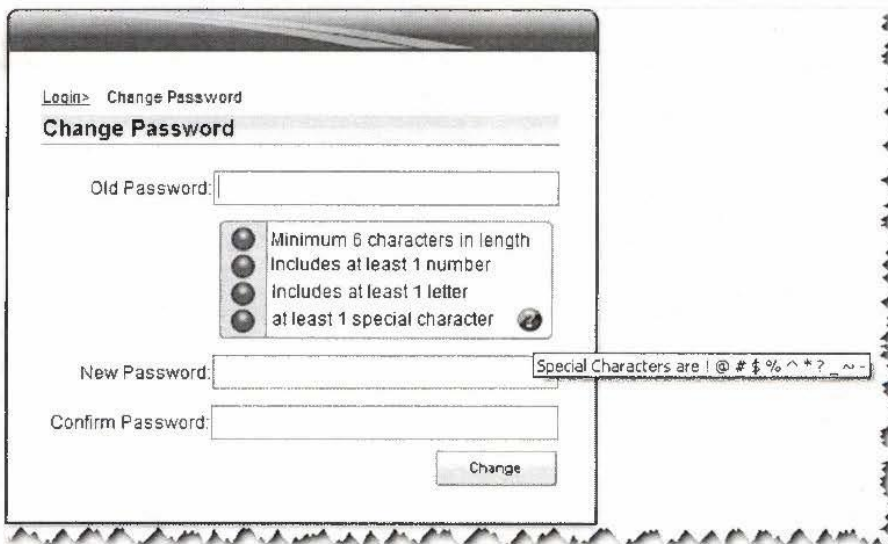 Login> Change Password
Change Password
Old Password:
Minimum 6 characters in length
Includes at least 1 number
Includes at least 1 letter
at least 1 special character
New Password:
Special Characters are ! @ # $ % ^ * ? _ ~ -
Confirm Password:
Change